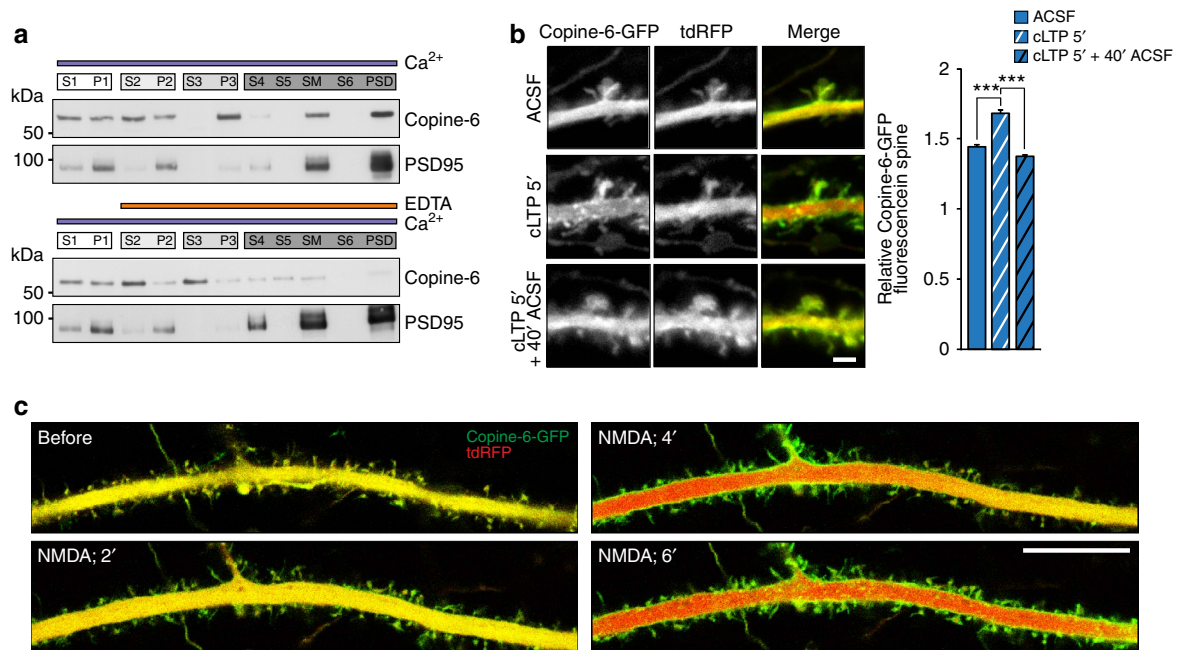 a
Ca2+
S1 P1 S2 P2 S3 P3 S4 S5 SM S6 PSD
kDa
50
Copine-6
100
PSD95
EDTA
Ca2+
S1 P1 S2 P2 S3 P3 S4 S5 SM S6 PSD
kDa
50
Copine-6
100
PSD95
b
Copine-6-GFP tdRFP Merge
ACSF
cLTP 5′
cLTP 5′
+ 40′ ACSF
ACSF
cLTP 5′
cLTP 5′ + 40′ ACSF
Relative Copine-6-GFP
fluorescencein spine
2
1.5
1
0.5
0
*** ***
c
Before
Copine-6-GFP
tdRFP
NMDA; 4′
NMDA; 2′
NMDA; 6′